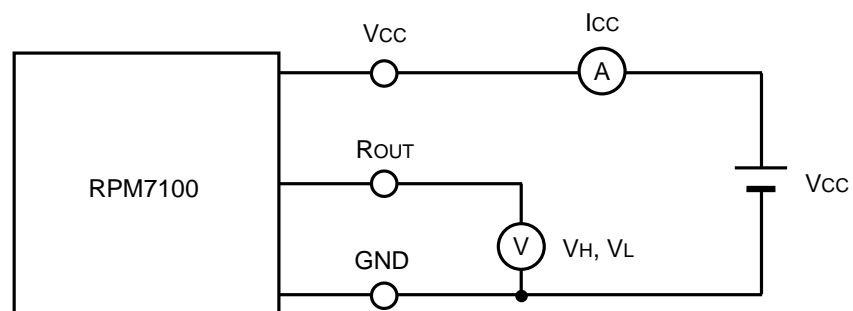 ICC
VCC
A
ROUT
RPM7100
VCC
V
VH, VL
GND